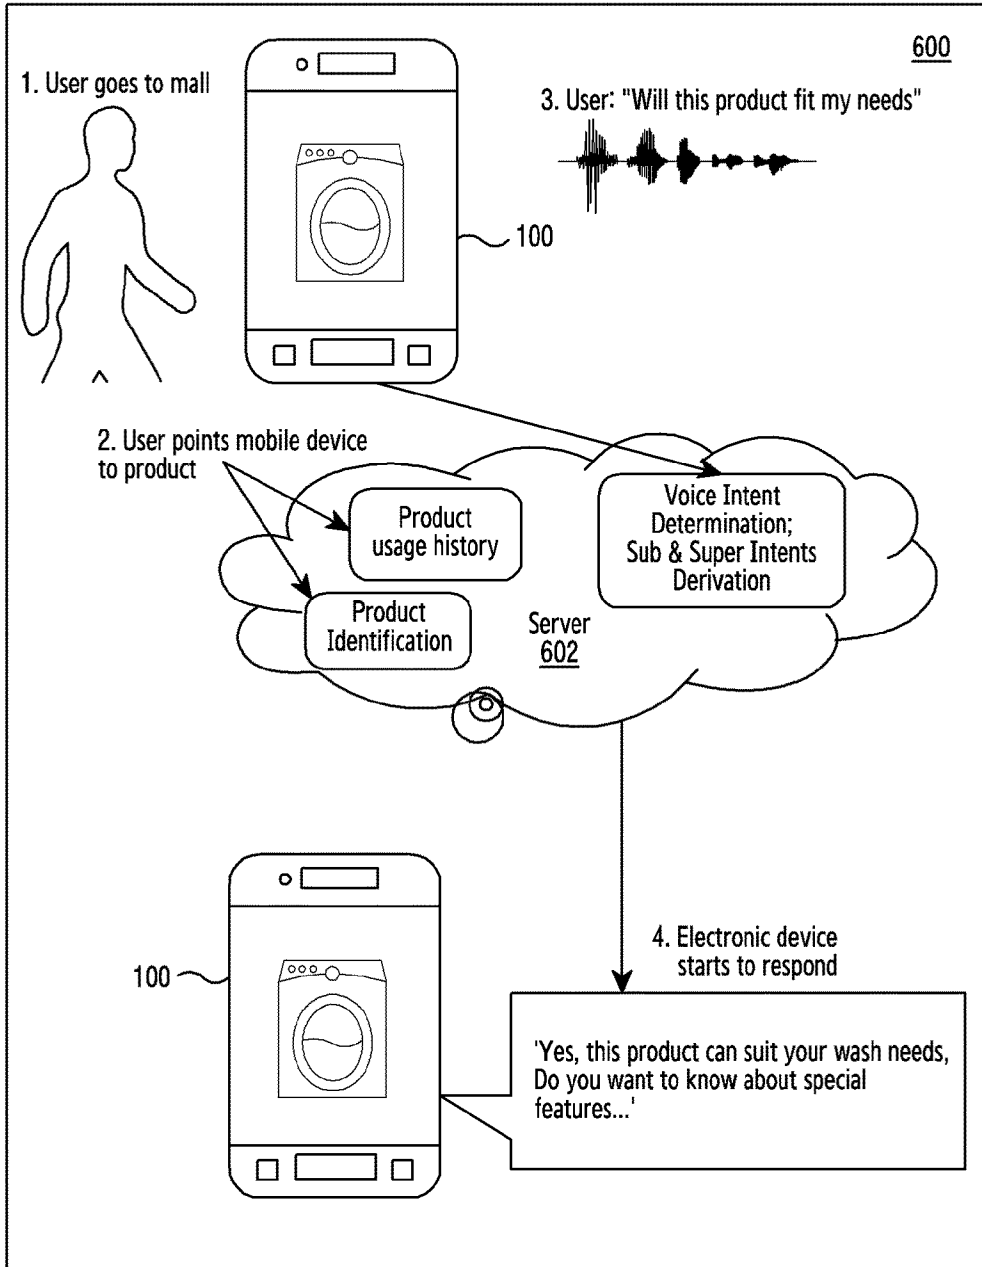 600
1. User goes to mall
3. User: "Will this product fit my needs"
100
2. User points mobile device
to product
Product
usage history
Voice Intent
Determination;
Sub & Super Intents
Derivation
Product
Identification
Server
602
4. Electronic device
starts to respond
100
'Yes, this product can suit your wash needs,
Do you want to know about special
features...'